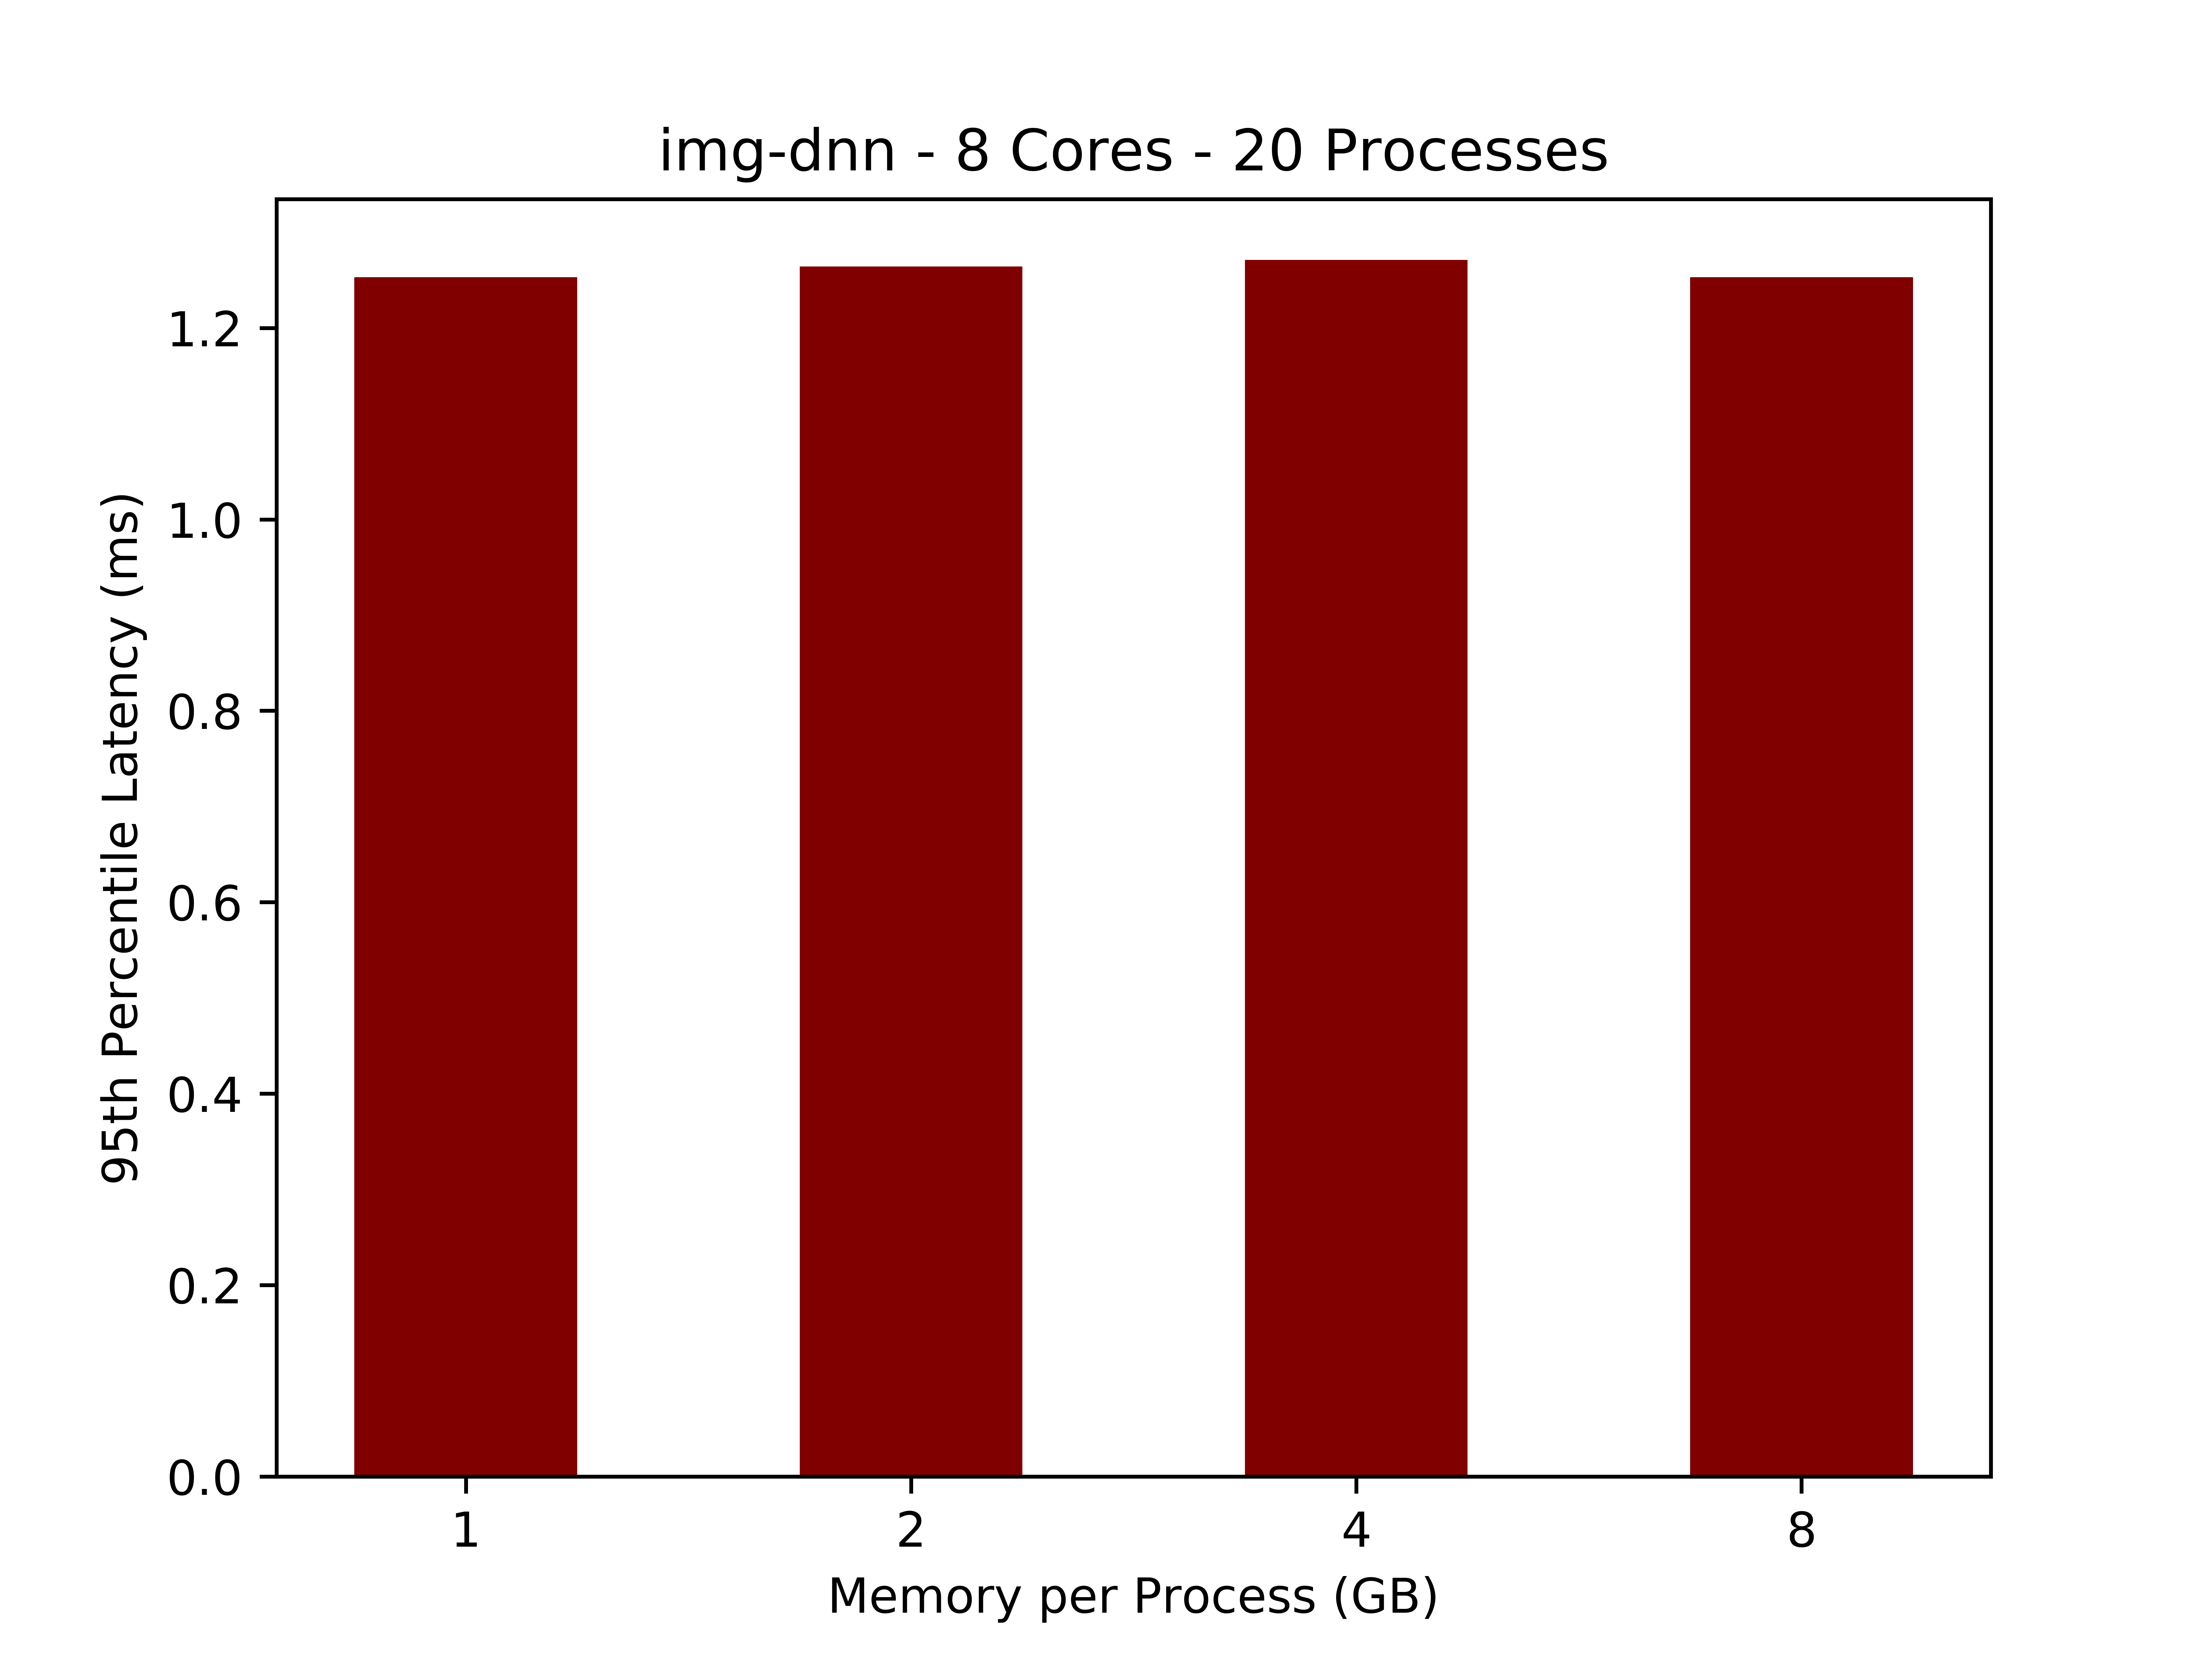 img-dnn - 8 Cores - 20 Processes
95th Percentile Latency (ms)
1.2
1.0
0.8
0.6
0.4
0.2
0.0
1 2 4 8
Memory per Process (GB)